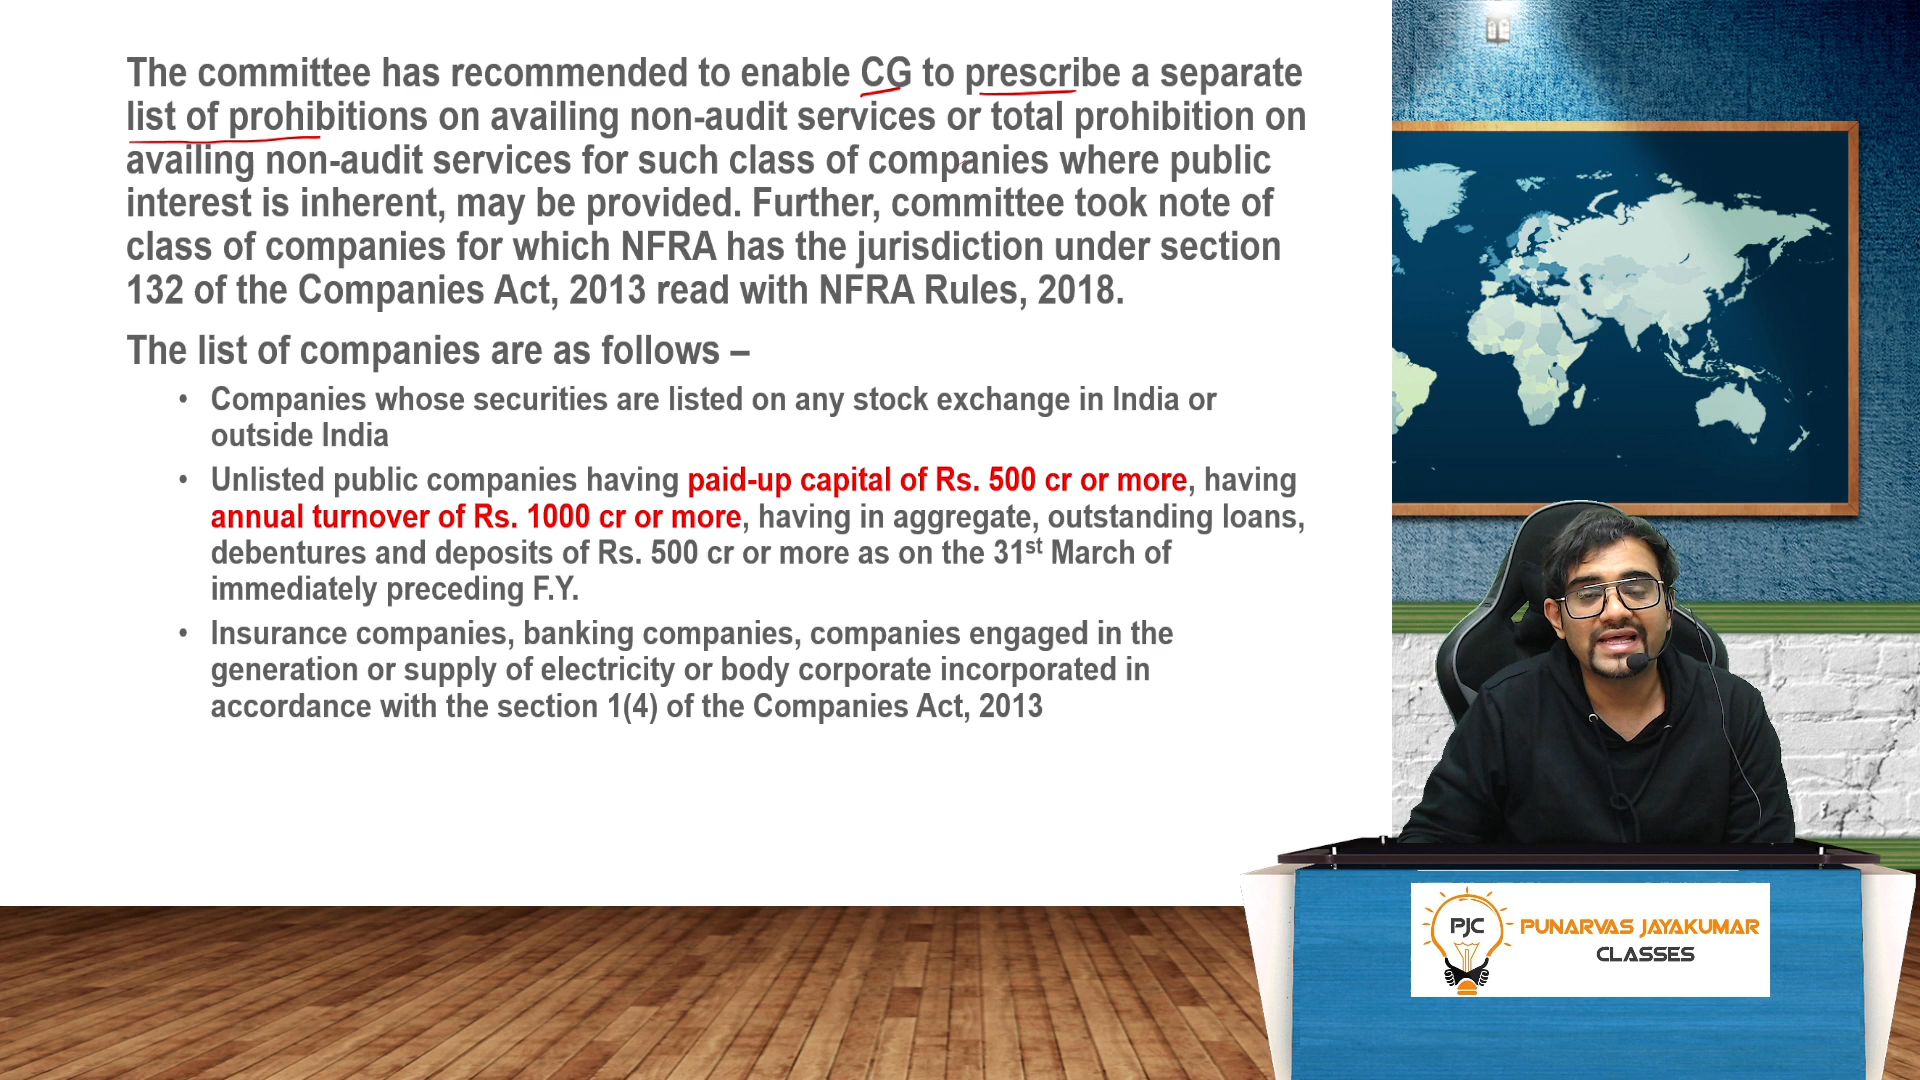 The committee has recommended to enable CG to prescribe a separate
list of prohibitions on availing non-audit services or total prohibition on
availing non-audit services for such class of companies where public
interest is inherent, may be provided. Further, committee took note of
class of companies for which NFRA has the jurisdiction under section
132 of the Companies Act, 2013 read with NFRA Rules, 2018.
The list of companies are as follows –
• Companies whose securities are listed on any stock exchange in India or
outside India
• Unlisted public companies having paid-up capital of Rs. 500 cr or more, having
annual turnover of Rs. 1000 cr or more, having in aggregate, outstanding loans,
debentures and deposits of Rs. 500 cr or more as on the 31st March of
immediately preceding F.Y.
• Insurance companies, banking companies, companies engaged in the
generation or supply of electricity or body corporate incorporated in
accordance with the section 1(4) of the Companies Act, 2013
PJC
PUNARVAS JAYAKUMAR
CLASSES